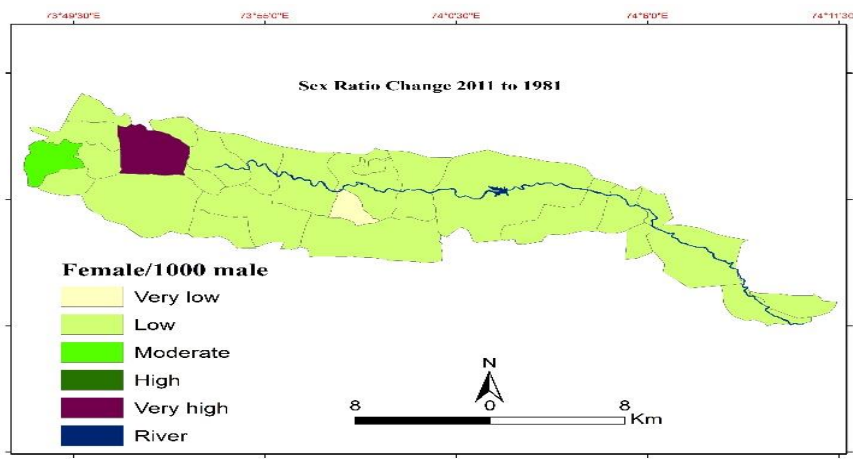 73°49'30"E 73°55'0"E 74°0'30"E 74°6'0"E 74°11'30"
Sex Ratio Change 2011 to 1981
Female/1000 male
Very low
Low
Moderate
High
Very high
River
N
8 0 8
Km